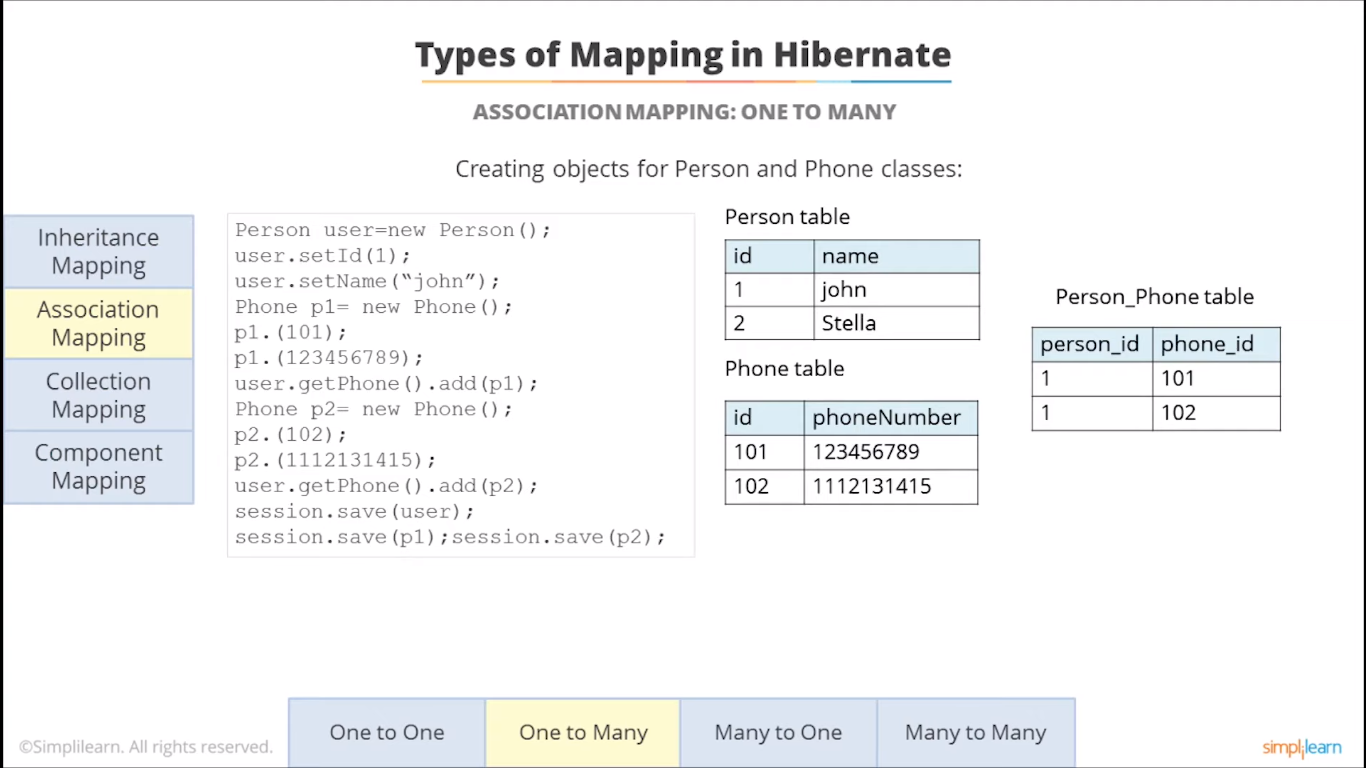 Types of Mapping in Hibernate
ASSOCIATION MAPPING: ONE TO MANY
Creating objects for Person and Phone classes:
Inheritance
Mapping
Association
Mapping
Collection
Mapping
Component
Mapping
Person user=new Person();
user.setId(1);
user.setName(“john”);
Phone p1= new Phone();
p1.(101);
p1.(123456789);
user.getPhone().add(p1);
Phone p2= new Phone();
p2.(102);
p2.(1112131415);
user.getPhone().add(p2);
session.save(user);
session.save(p1);session.save(p2);
Person table
id name
1 john
2 Stella
Phone table
id phoneNumber
101 123456789
102 1112131415
Person_Phone table
person_id phone_id
1 101
1 102
One to One
One to Many
Many to One
Many to Many
©Simplilearn. All rights reserved.
simplilearn